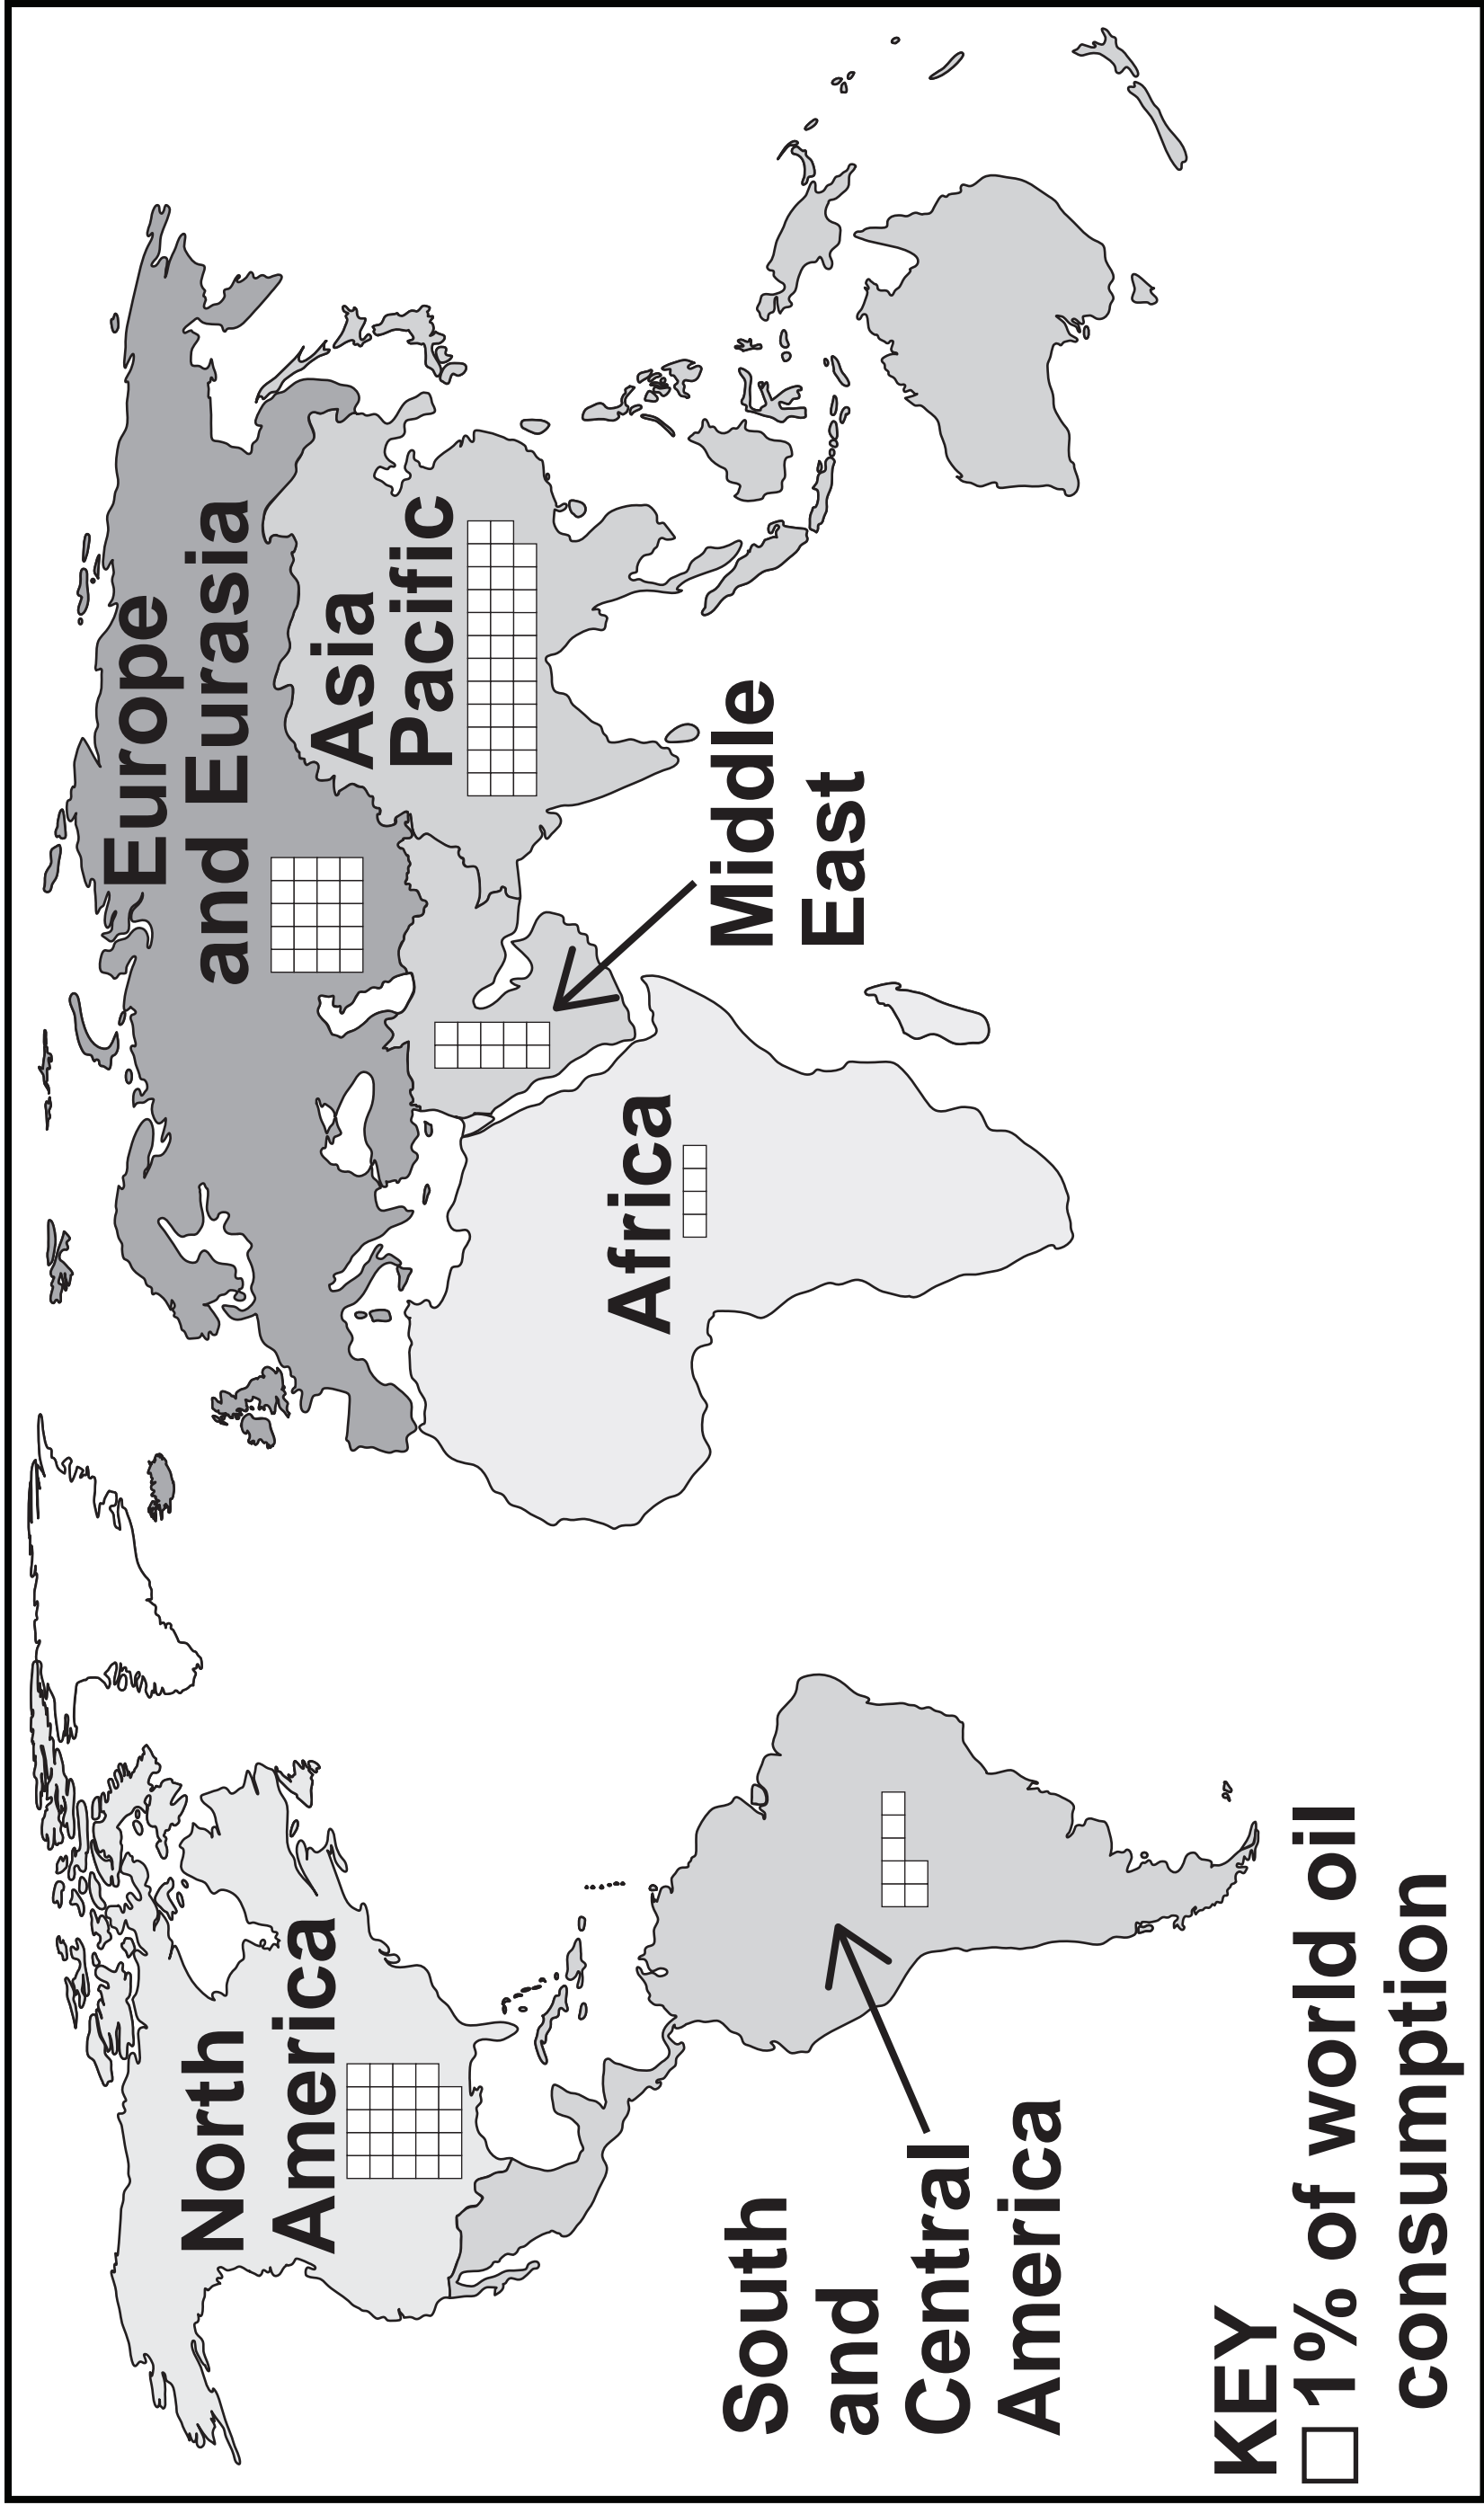 North
America
Europe
and Eurasia
Asia
Pacific
Africa
Middle
East
South
and
Central
America
KEY
1% of world oil
consumption